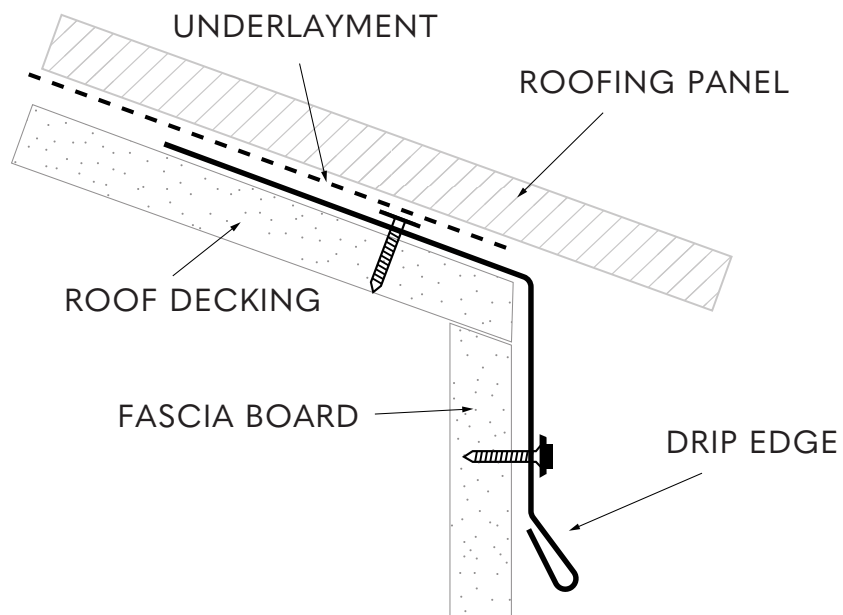 UNDERLAYMENT
ROOFING PANEL
ROOF DECKING
FASCIA BOARD
DRIP EDGE